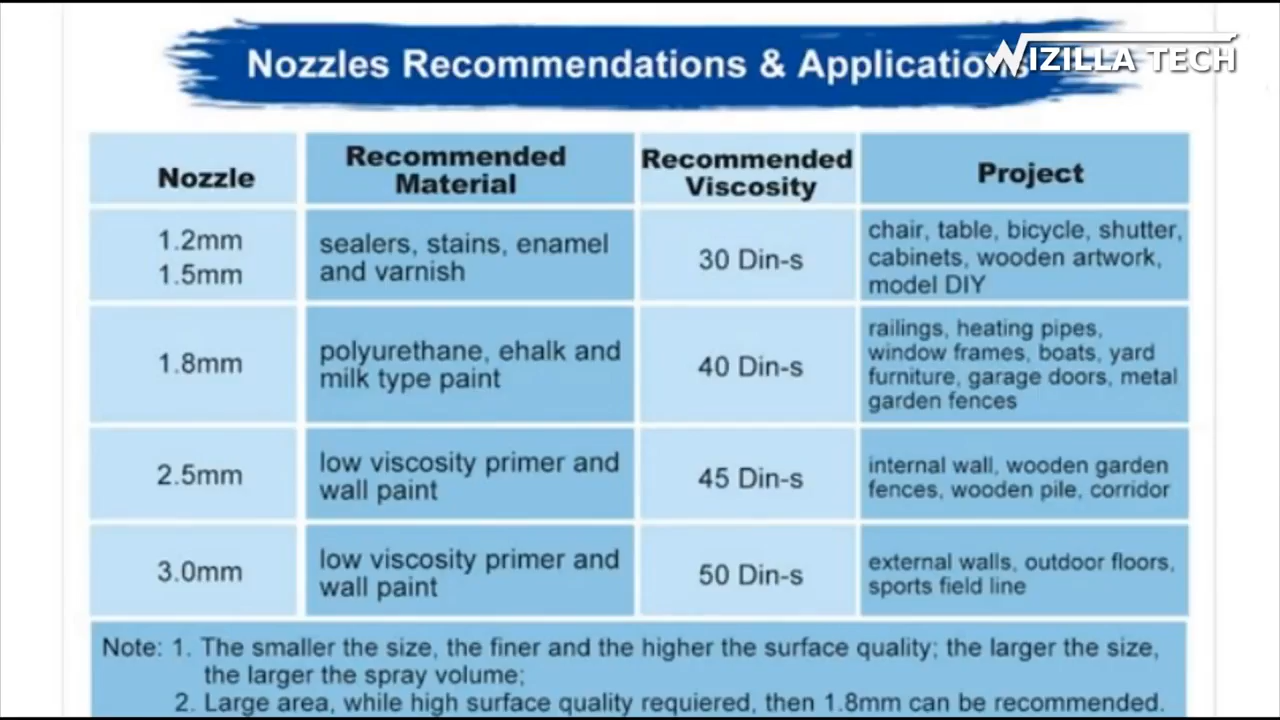 Nozzles Recommendations & Applications
WIZILLA TECH
Nozzle
Recommended
Material
Recommended
Viscosity
Project
1.2mm
1.5mm
sealers, stains, enamel
and varnish
30 Din-s
chair, table, bicycle, shutter,
cabinets, wooden artwork,
model DIY
1.8mm
polyurethane, ehalk and
milk type paint
40 Din-s
railings, heating pipes,
window frames, boats, yard
furniture, garage doors, metal
garden fences
2.5mm
low viscosity primer and
wall paint
45 Din-s
internal wall, wooden garden
fences, wooden pile, corridor
3.0mm
low viscosity primer and
wall paint
50 Din-s
external walls, outdoor floors,
sports field line
Note: 1. The smaller the size, the finer and the higher the surface quality; the larger the size,
the larger the spray volume;
2. Large area, while high surface quality requiered, then 1.8mm can be recommended.